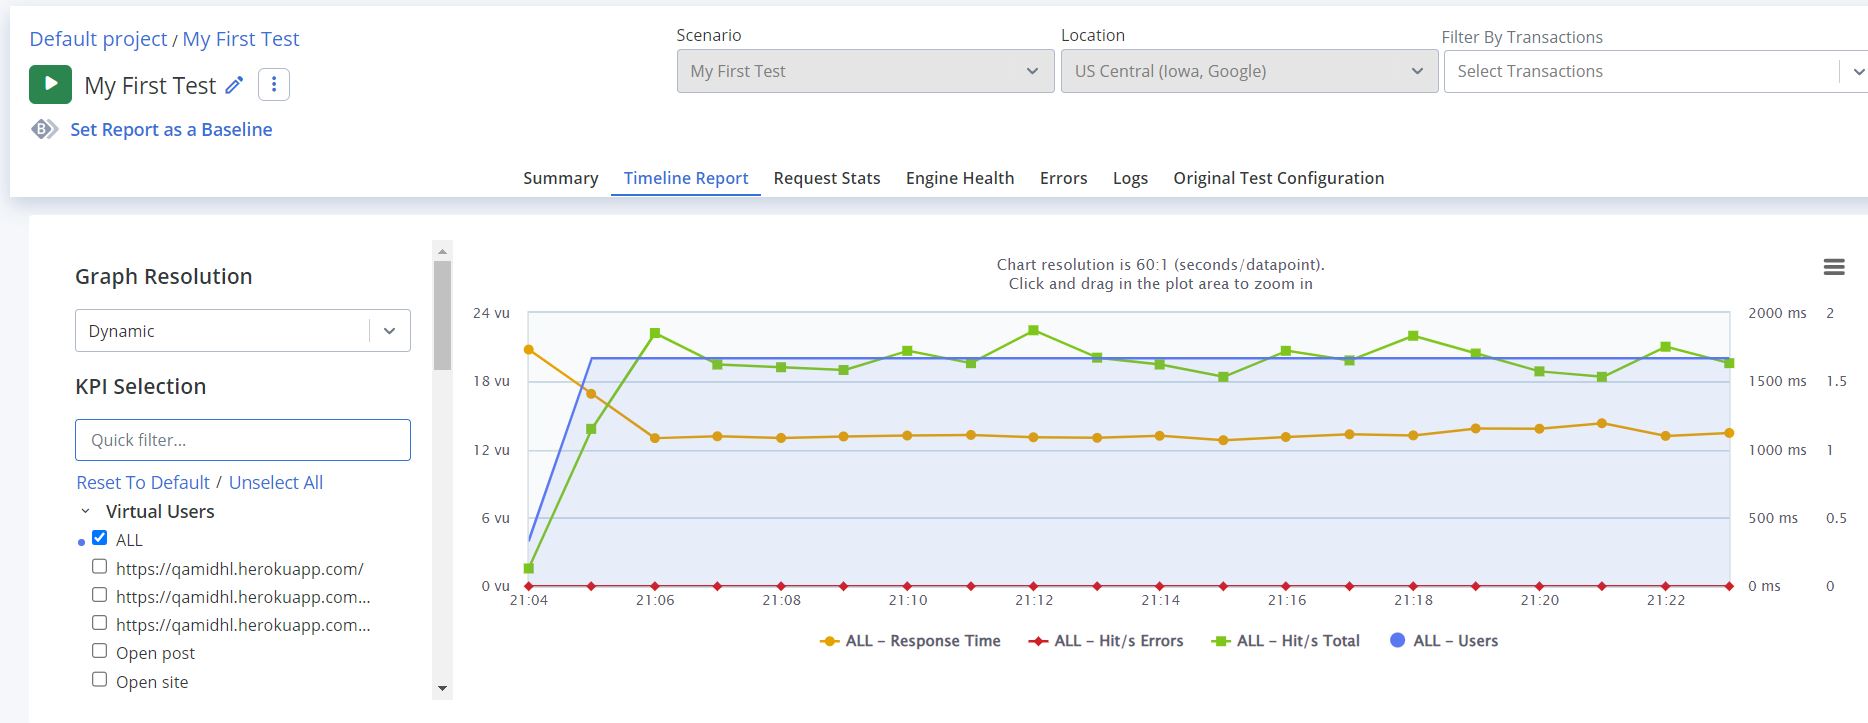 Default project / My First Test
My First Test
Set Report as a Baseline
Scenario
My First Test
Location
US Central (Iowa, Google)
Filter By Transactions
Select Transactions
Summary
Timeline Report
Request Stats
Engine Health
Errors
Logs
Original Test Configuration
Graph Resolution
Dynamic
KPI Selection
Quick filter...
Reset To Default / Unselect All
Virtual Users
ALL
https://qamidhl.herokuapp.com/
https://qamidhl.herokuapp.com...
https://qamidhl.herokuapp.com...
Open post
Open site
Chart resolution is 60:1 (seconds/datapoint).
Click and drag in the plot area to zoom in
24 vu
18 vu
12 vu
6 vu
0 vu
2000 ms 2
1500 ms 1.5
1000 ms 1
500 ms 0.5
0 ms 0
21:04 21:06 21:08 21:10 21:12 21:14 21:16 21:18 21:20 21:22
ALL – Response Time
ALL – Hit/s Errors
ALL – Hit/s Total
ALL – Users